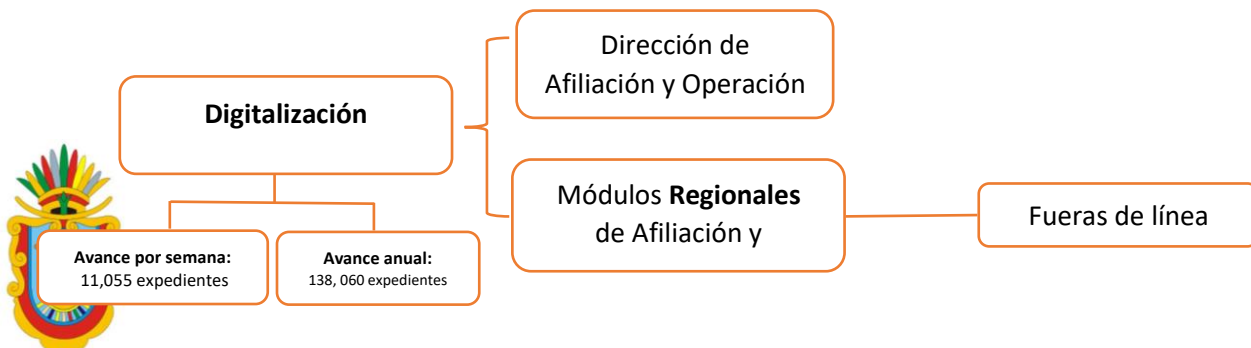 Digitalización
Avance por semana:
11,055 expedientes
Avance anual:
138, 060 expedientes
Dirección de
Afiliación y Operación
Módulos Regionales
de Afiliación y
Fueras de línea